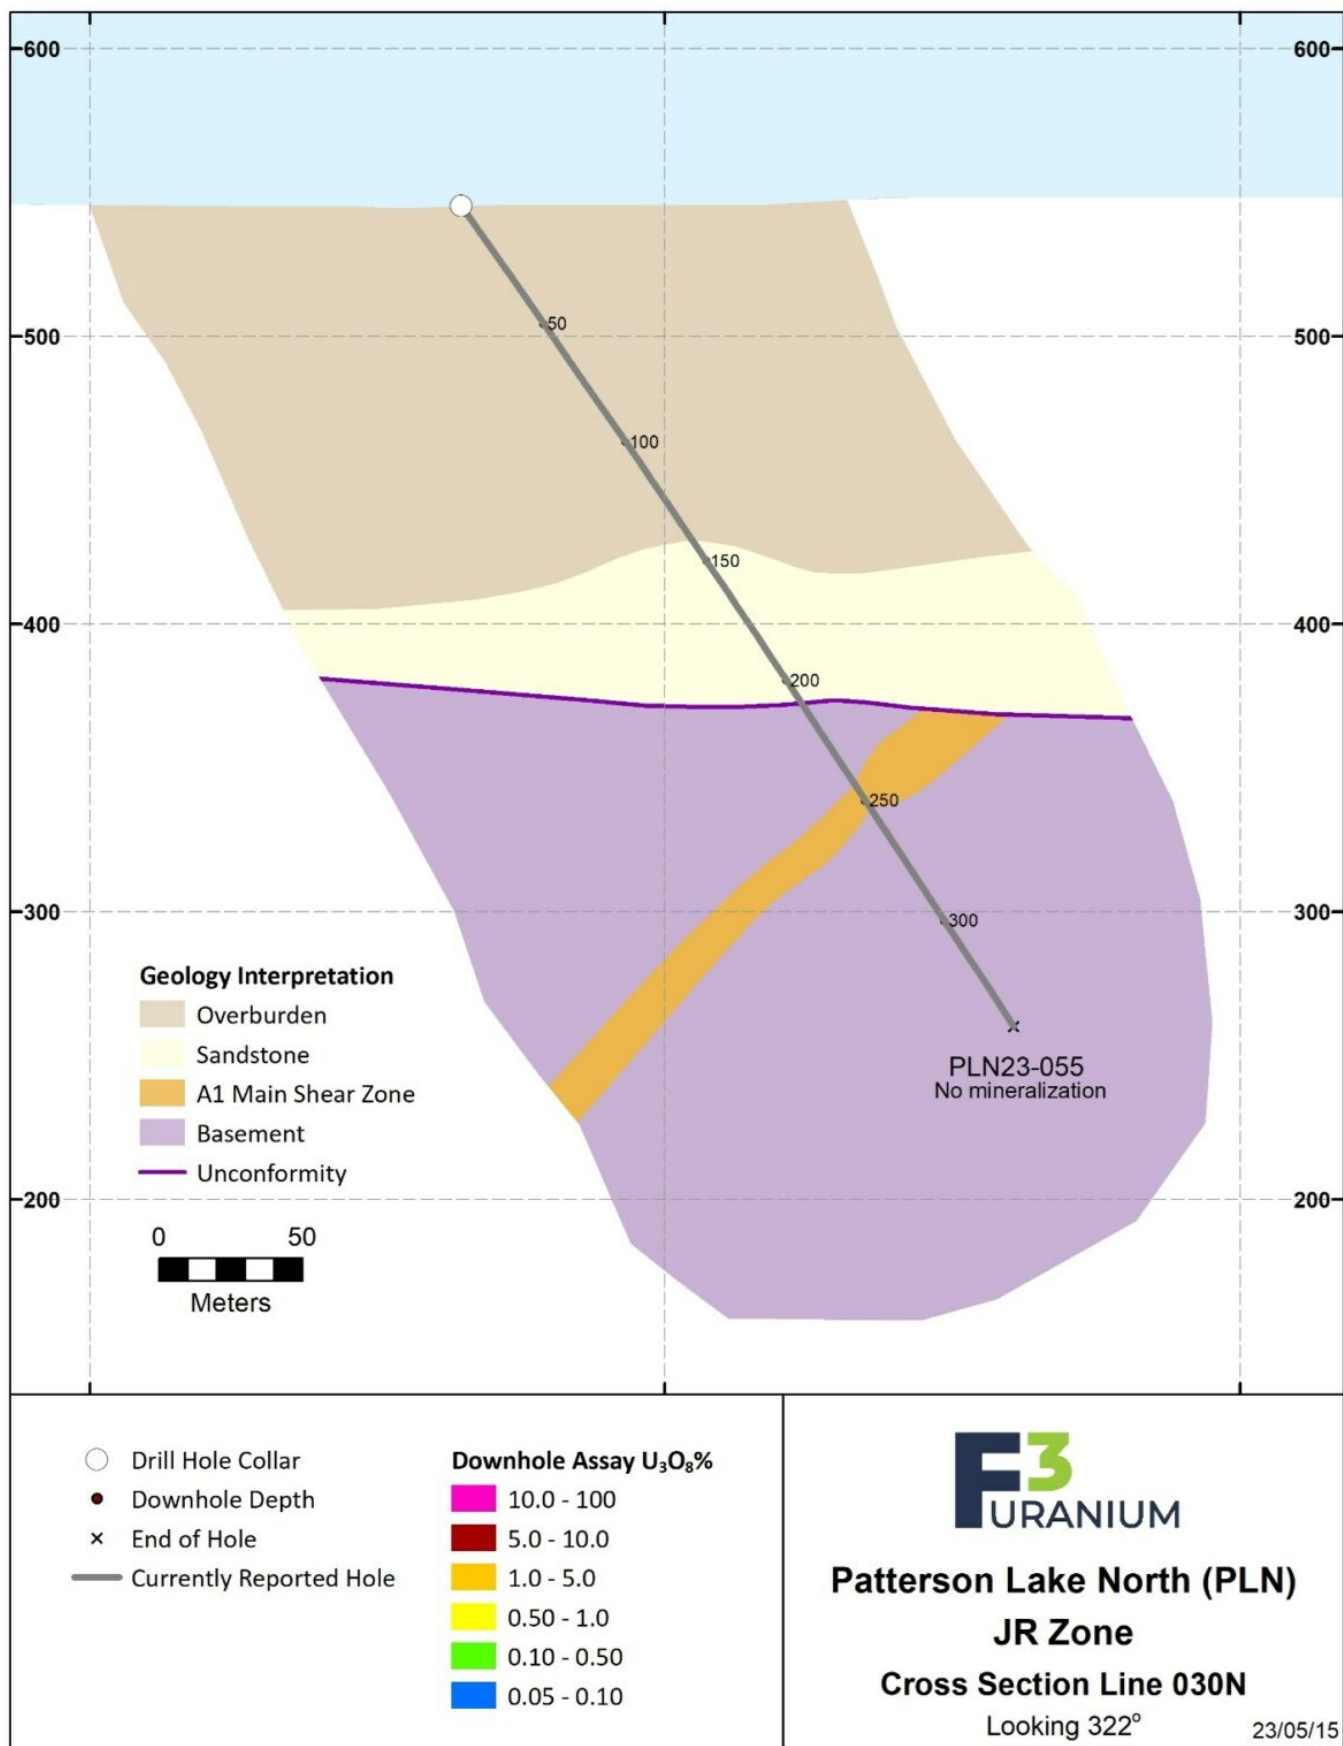 600
600
50
500
500
100
150
400
400
200
250
300
300
300
Geology Interpretation
Overburden
Sandstone
A1 Main Shear Zone
Basement
Unconformity
PLN23-055
No mineralization
200
200
0 50
Meters
Drill Hole Collar
Downhole Depth
End of Hole
Currently Reported Hole
Downhole Assay U₃O₈%
10.0 - 100
5.0 - 10.0
1.0 - 5.0
0.50 - 1.0
0.10 - 0.50
0.05 - 0.10
F3
URANIUM
Patterson Lake North (PLN)
JR Zone
Cross Section Line 030N
Looking 322°
23/05/15